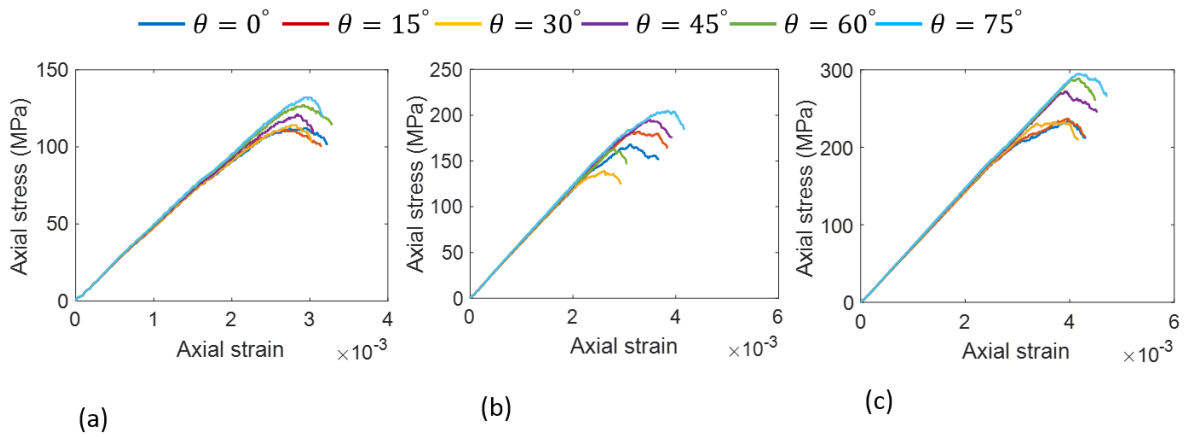 θ = 0° θ = 15° θ = 30° θ = 45° θ = 60° θ = 75°
150
100
50
0
Axial stress (MPa)
0 1 2 3 4
Axial strain ×10⁻³
(a)
250
200
150
100
50
0
Axial stress (MPa)
0 2 4 6
Axial strain ×10⁻³
(b)
300
200
100
0
Axial stress (MPa)
0 2 4 6
Axial strain ×10⁻³
(c)